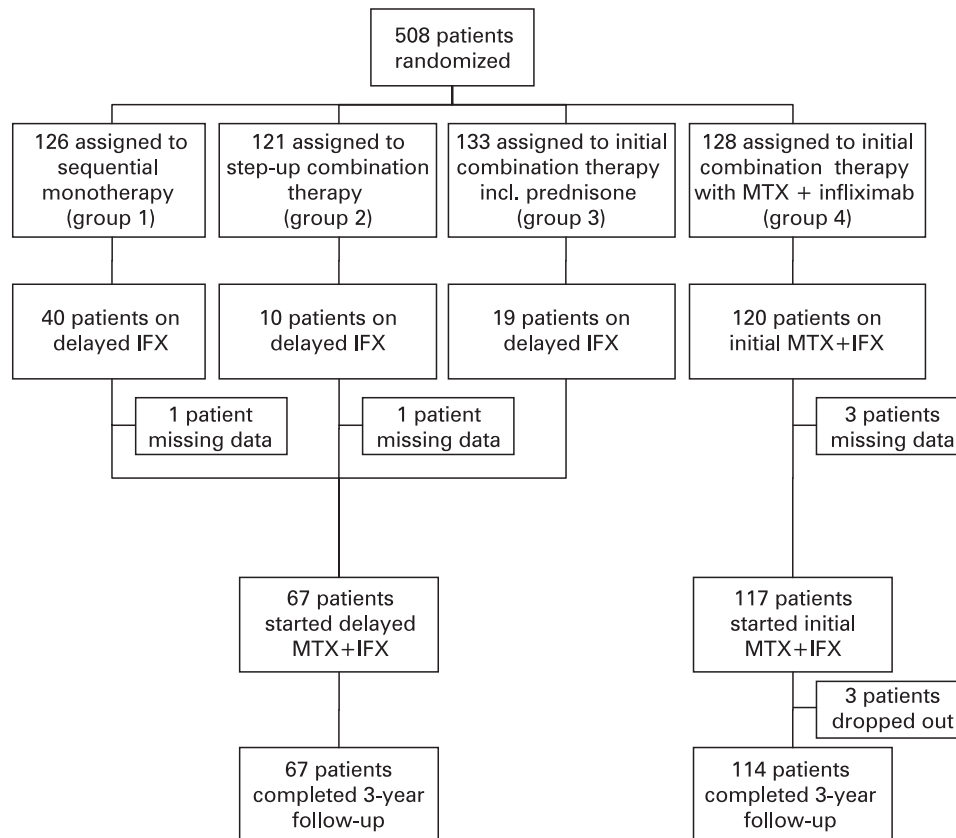 508 patients
randomized
126 assigned to
sequential
monotherapy
(group 1)
121 assigned to
step-up combination
therapy
(group 2)
133 assigned to initial
combination therapy
incl. prednisone
(group 3)
128 assigned to initial
combination therapy
with MTX + infliximab
(group 4)
40 patients on
delayed IFX
10 patients on
delayed IFX
19 patients on
delayed IFX
120 patients on
initial MTX+IFX
1 patient
missing data
1 patient
missing data
3 patients
missing data
67 patients
started delayed
MTX+IFX
117 patients
started initial
MTX+IFX
3 patients
dropped out
67 patients
completed 3-year
follow-up
114 patients
completed 3-year
follow-up